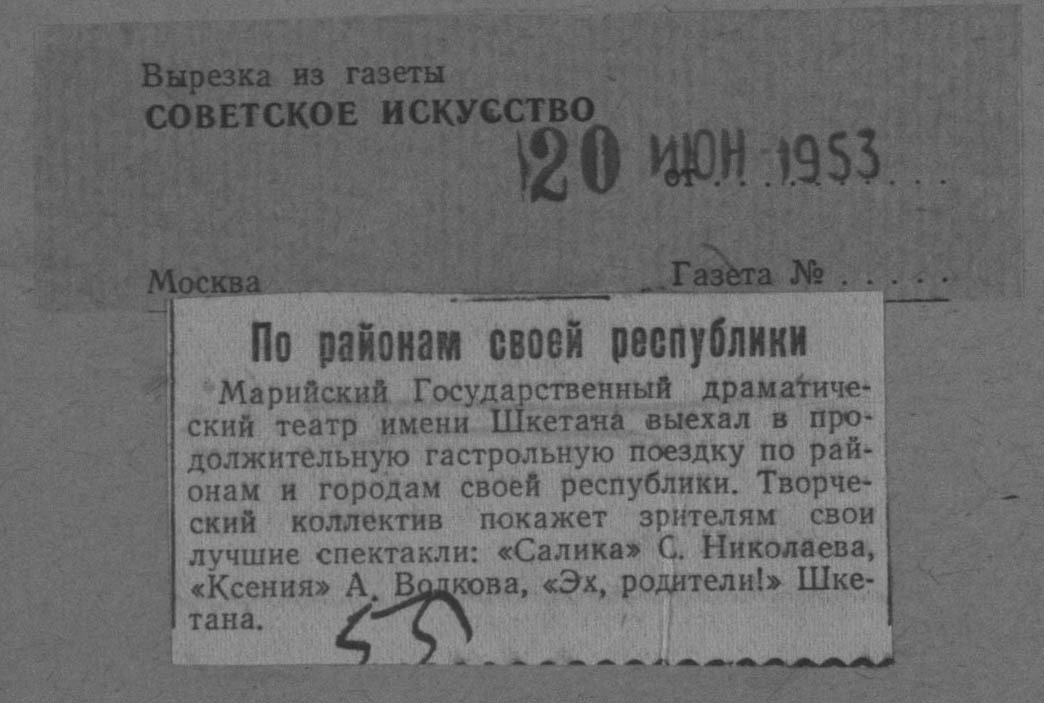 Вырезка из газеты
СОВЕТСКОЕ ИСКУССТВО
20 ИЮН 1953
от . . . . . . . . . .
Москва Газета № . . . . .
По районам своей республики
Марийский Государственный драматиче-
ский театр имени Шкетана выехал в про-
должительную гастрольную поездку по рай-
онам и городам своей республики. Творче-
ский коллектив покажет зрителям свои
лучшие спектакли: «Салика» С. Николаева,
«Ксения» А. Волкова, «Эх, родители!» Шке-
тана.